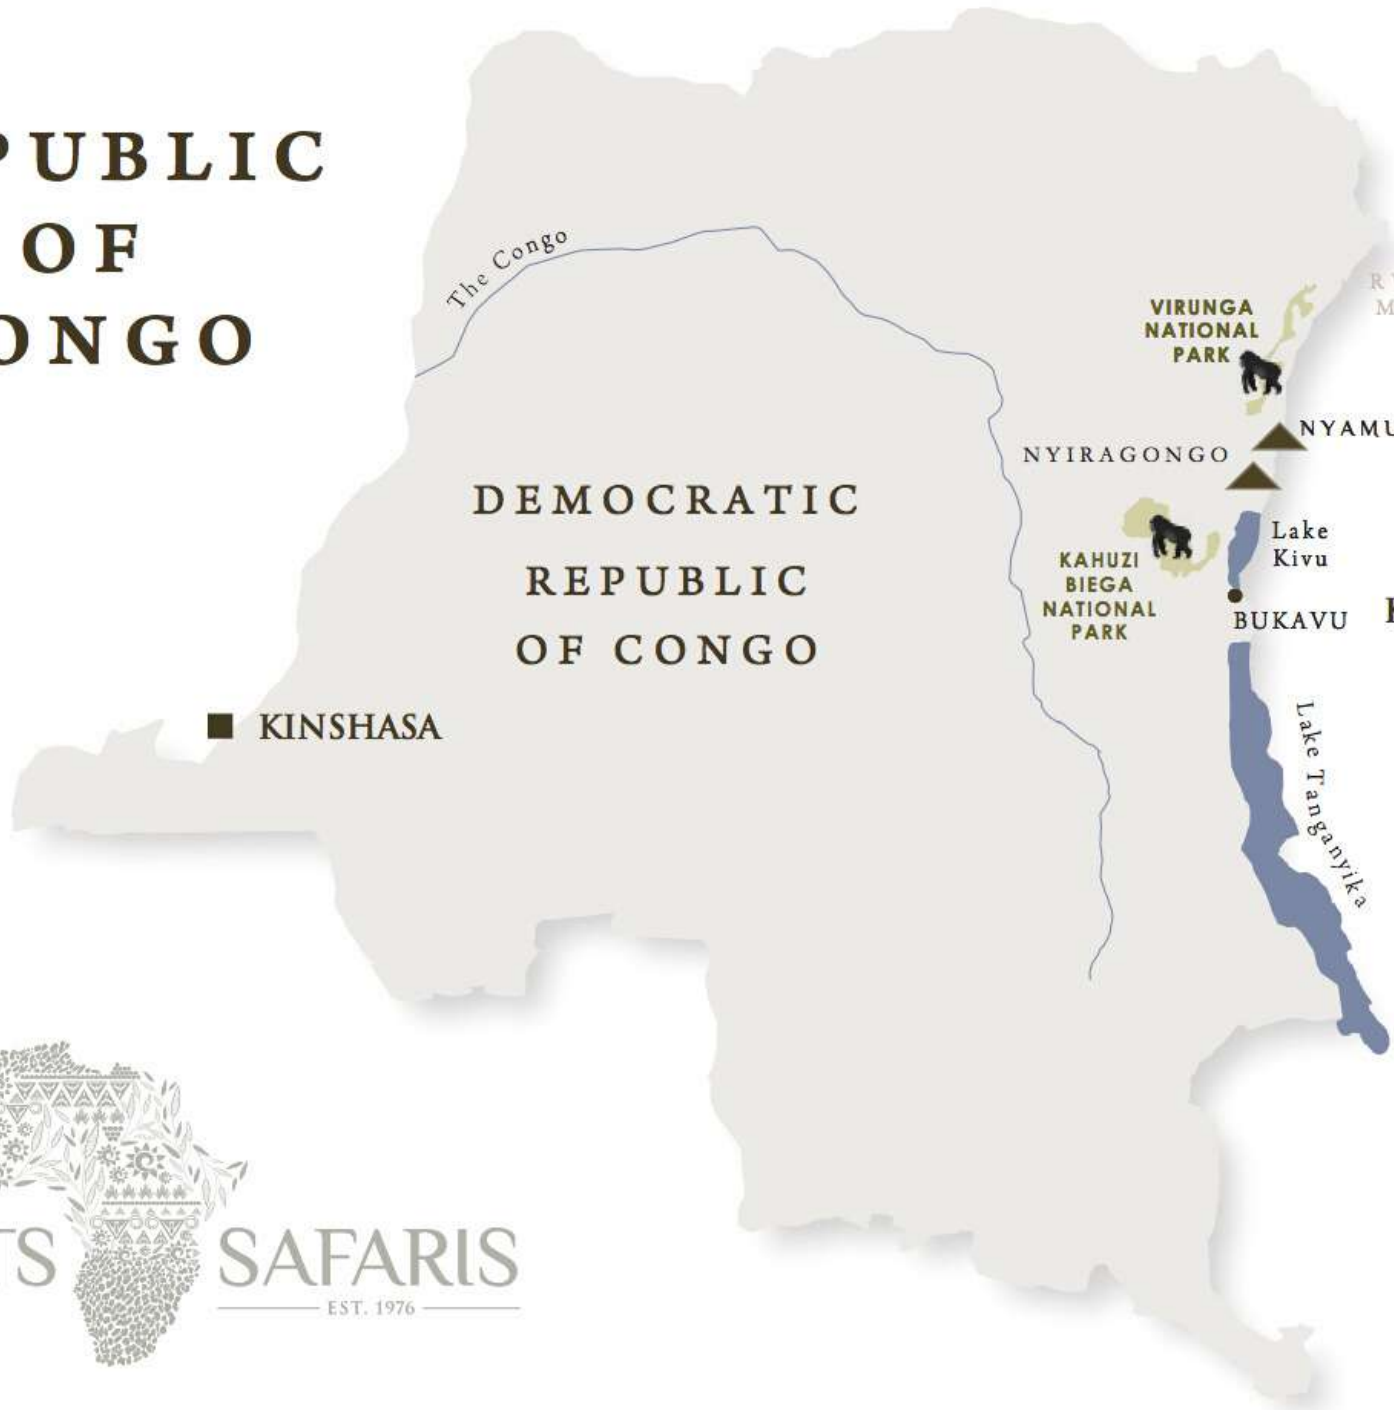 PUBLIC
OF
ONGO
The Congo
VIRUNGA
NATIONAL
PARK
NYAMU
NYIRAGONGO
Lake
Kivu
KAHUZI
BIEGA
NATIONAL
PARK
BUKAVU
DEMOCRATIC
REPUBLIC
OF CONGO
KINSHASA
Lake Tanganyika
TS SAFARIS
EST. 1976